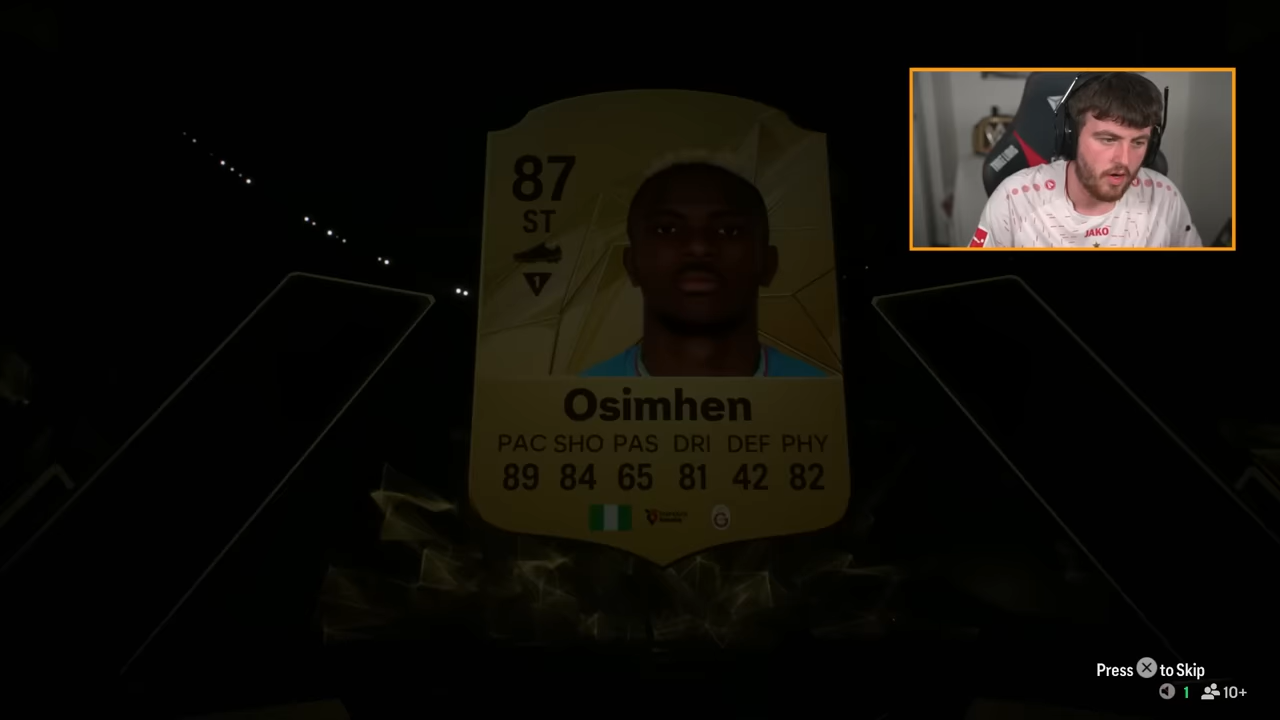 87
ST
1
Osimhen
PAC SHO PAS DRI DEF PHY
89 84 65 81 42 82
JAKO
Press X to Skip
1 10+